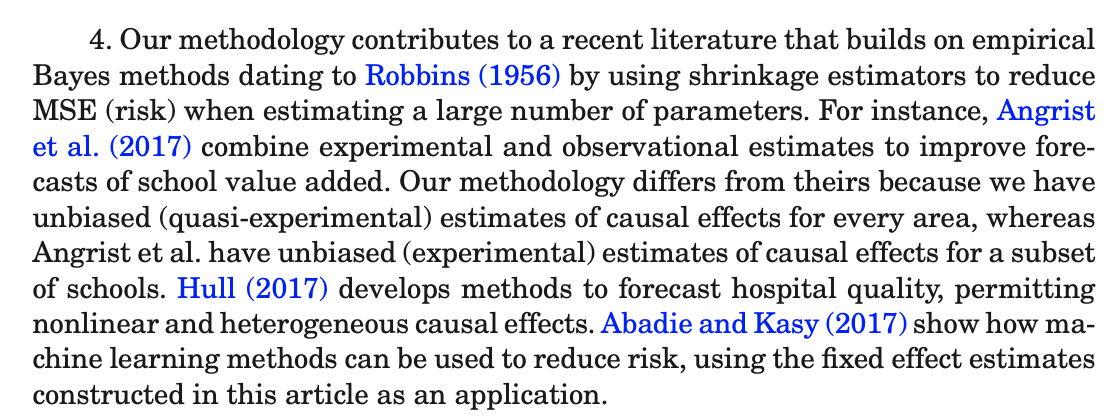 4. Our methodology contributes to a recent literature that builds on empirical
Bayes methods dating to Robbins (1956) by using shrinkage estimators to reduce
MSE (risk) when estimating a large number of parameters. For instance, Angrist
et al. (2017) combine experimental and observational estimates to improve fore-
casts of school value added. Our methodology differs from theirs because we have
unbiased (quasi-experimental) estimates of causal effects for every area, whereas
Angrist et al. have unbiased (experimental) estimates of causal effects for a subset
of schools. Hull (2017) develops methods to forecast hospital quality, permitting
nonlinear and heterogeneous causal effects. Abadie and Kasy (2017) show how ma-
chine learning methods can be used to reduce risk, using the fixed effect estimates
constructed in this article as an application.